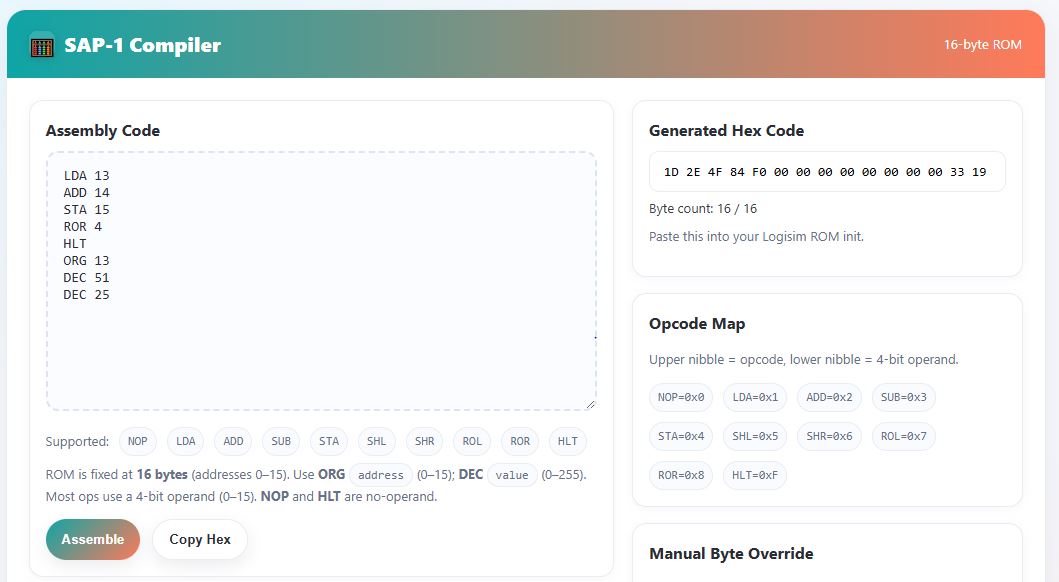 SAP-1 Compiler
16-byte ROM
Assembly Code
LDA 13
ADD 14
STA 15
ROR 4
HLT
ORG 13
DEC 51
DEC 25
Supported: NOP LDA ADD SUB STA SHL SHR ROL ROR HLT
ROM is fixed at 16 bytes (addresses 0–15). Use ORG address (0–15); DEC value (0–255).
Most ops use a 4-bit operand (0–15). NOP and HLT are no-operand.
Assemble Copy Hex
Generated Hex Code
1D 2E 4F 84 F0 00 00 00 00 00 00 00 00 33 19
Byte count: 16 / 16
Paste this into your Logisim ROM init.
Opcode Map
Upper nibble = opcode, lower nibble = 4-bit operand.
NOP=0x0 LDA=0x1 ADD=0x2 SUB=0x3
STA=0x4 SHL=0x5 SHR=0x6 ROL=0x7
ROR=0x8 HLT=0xF
Manual Byte Override